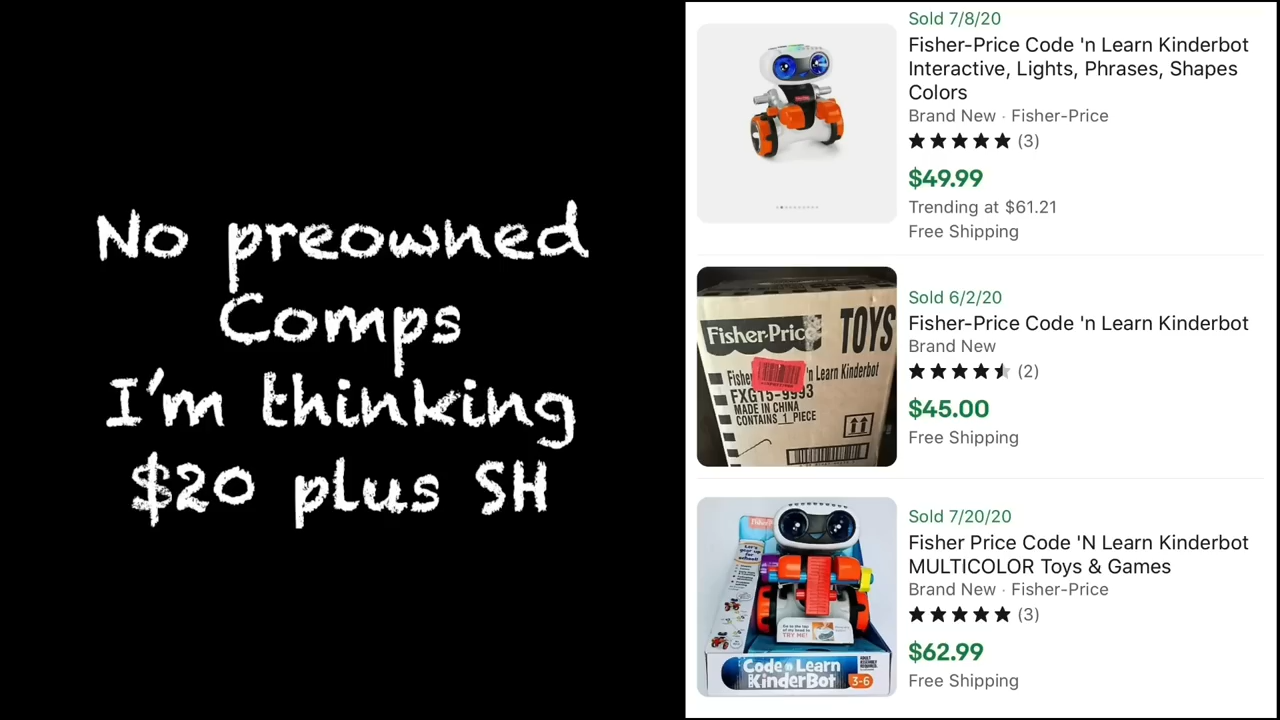 No preowned
Comps
I'm thinking
$20 plus SH
Sold 7/8/20
Fisher-Price Code 'n Learn Kinderbot
Interactive, Lights, Phrases, Shapes
Colors
Brand New · Fisher-Price
(3)
$49.99
Trending at $61.21
Free Shipping
Fisher-Price TOYS
Fisher 'n Learn Kinderbot
FXG15-9993
MADE IN CHINA
CONTAINS 1 PIECE
Sold 6/2/20
Fisher-Price Code 'n Learn Kinderbot
Brand New
(2)
$45.00
Free Shipping
TRY ME!
Code 'n Learn
KinderBot
3-6
Sold 7/20/20
Fisher Price Code 'N Learn Kinderbot
MULTICOLOR Toys & Games
Brand New · Fisher-Price
(3)
$62.99
Free Shipping